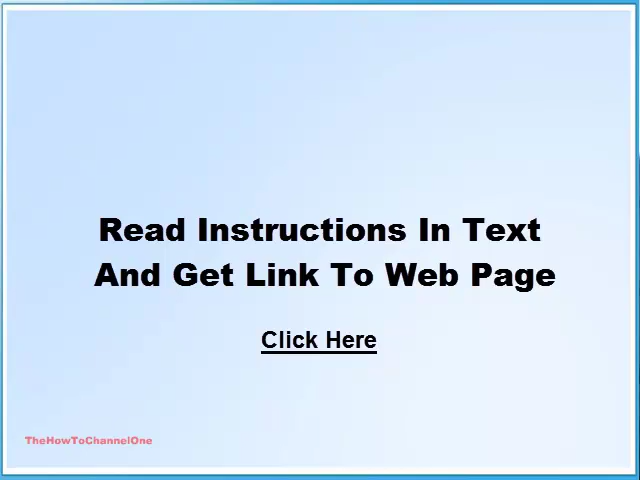 Read Instructions In Text
And Get Link To Web Page
Click Here
TheHowToChannelOne